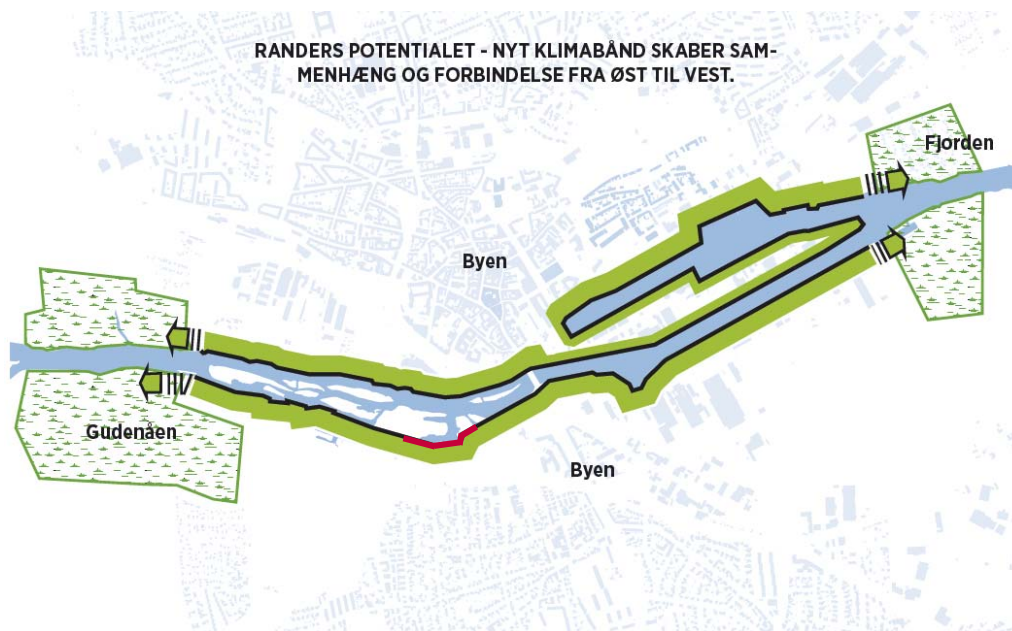 RANDERS POTENTIALET - NYT KLIMABÅND SKABER SAM-
MENHÆNG OG FORBINDELSE FRA ØST TIL VEST.
Fjorden
Byen
Gudenåen
Byen